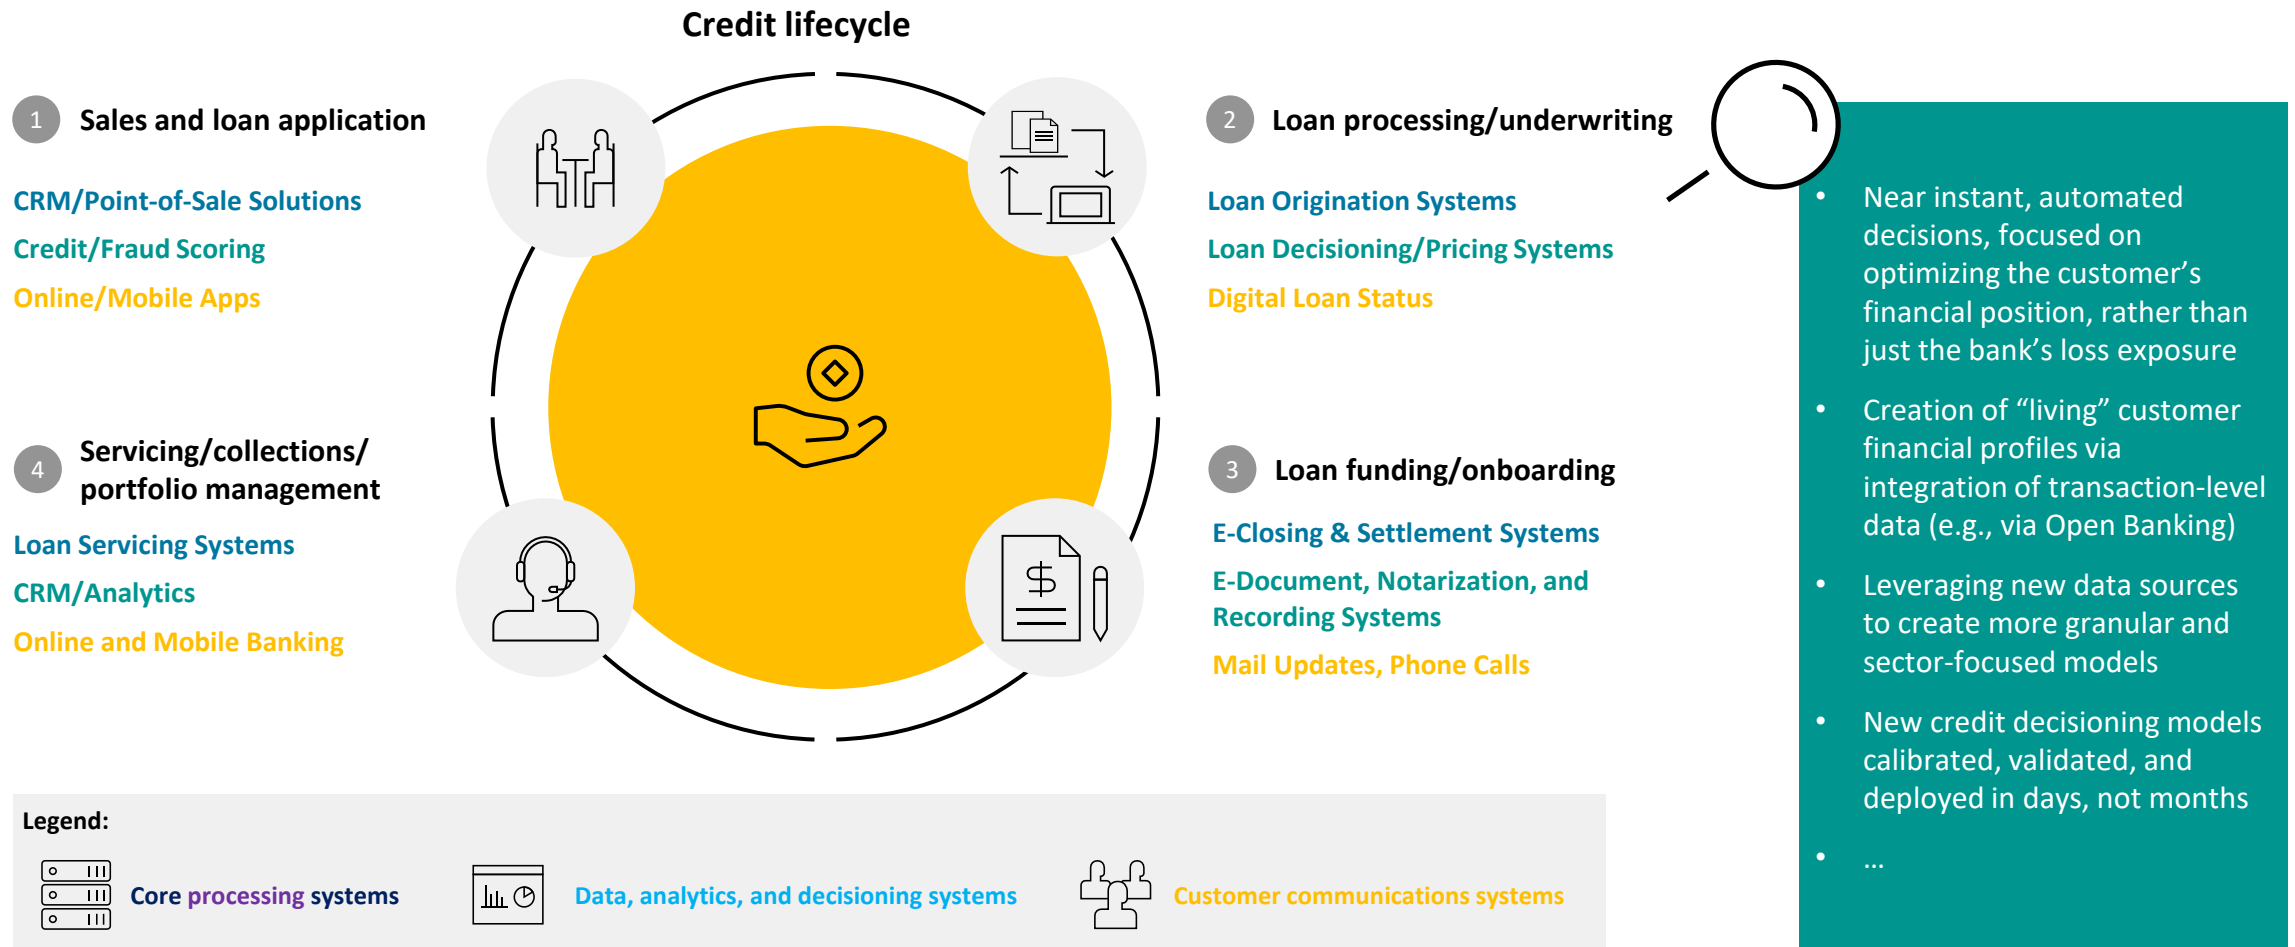 Credit lifecycle
1 Sales and loan application
CRM/Point-of-Sale Solutions
Credit/Fraud Scoring
Online/Mobile Apps
2 Loan processing/underwriting
Loan Origination Systems
Loan Decisioning/Pricing Systems
Digital Loan Status
4 Servicing/collections/
portfolio management
Loan Servicing Systems
CRM/Analytics
Online and Mobile Banking
3 Loan funding/onboarding
E-Closing & Settlement Systems
E-Document, Notarization, and
Recording Systems
Mail Updates, Phone Calls
$
• Near instant, automated
decisions, focused on
optimizing the customer’s
financial position, rather than
just the bank’s loss exposure
• Creation of “living” customer
financial profiles via
integration of transaction-level
data (e.g., via Open Banking)
• Leveraging new data sources
to create more granular and
sector-focused models
• New credit decisioning models
calibrated, validated, and
deployed in days, not months
• …
Legend:
Core processing systems
Data, analytics, and decisioning systems
Customer communications systems